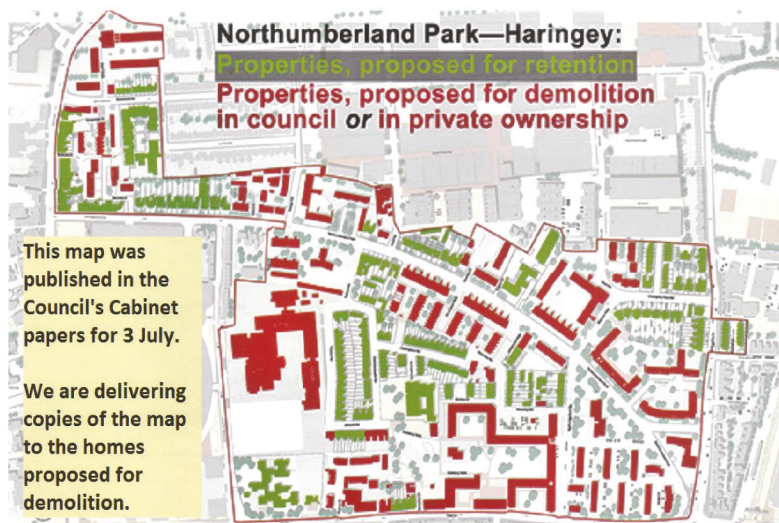 Northumberland Park—Haringey:
Properties, proposed for retention
Properties, proposed for demolition
in council or in private ownership
This map was
published in the
Council's Cabinet
papers for 3 July.
We are delivering
copies of the map
to the homes
proposed for
demolition.